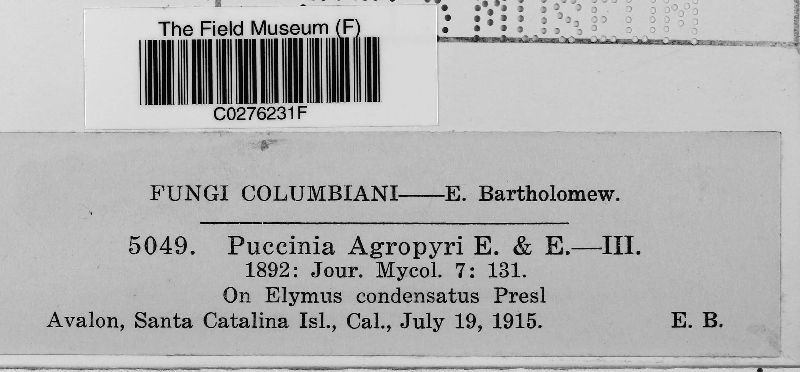 MUSEUM
The Field Museum (F)
C0276231F
FUNGI COLUMBIANI——E. Bartholomew.
5049. Puccinia Agropyri E. & E.—III.
1892: Jour. Mycol. 7: 131.
On Elymus condensatus Presl
Avalon, Santa Catalina Isl., Cal., July 19, 1915. E. B.